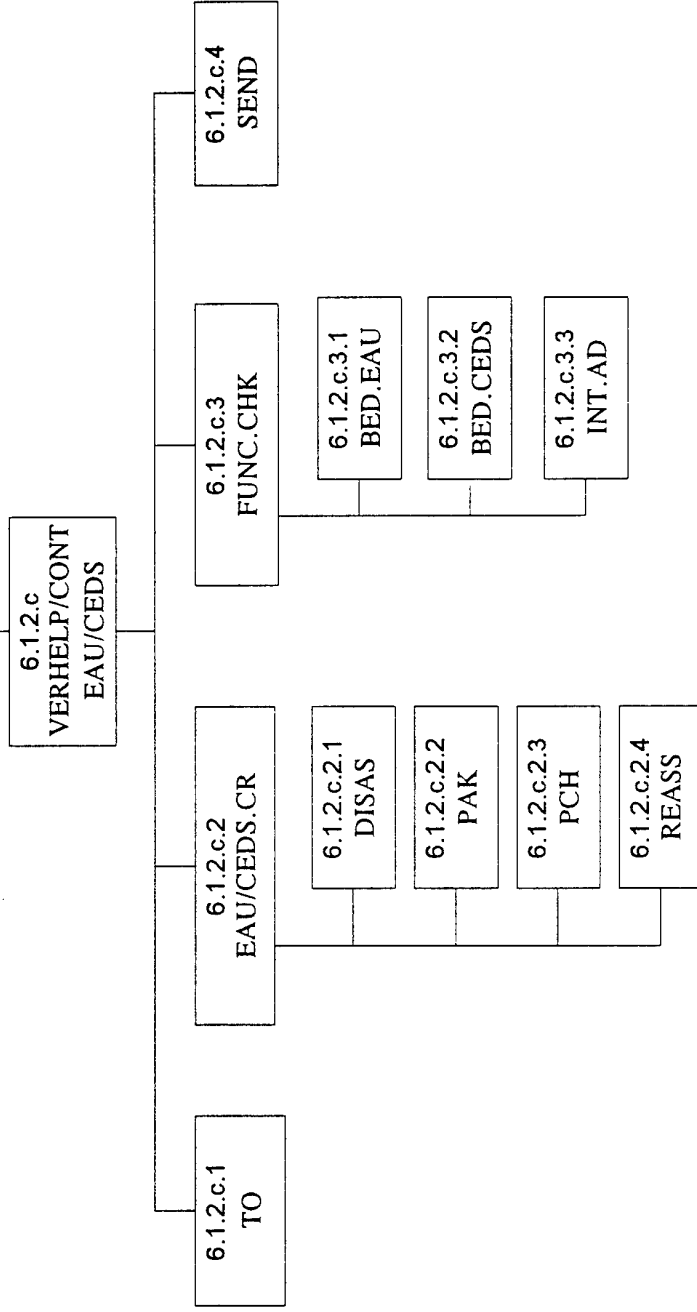 6.1.2.c
VERHELP/CONT
EAU/CEDS
6.1.2.c.1
TO
6.1.2.c.2
EAU/CEDS.CR
6.1.2.c.2.1
DISAS
6.1.2.c.2.2
PAK
6.1.2.c.2.3
PCH
6.1.2.c.2.4
REASS
6.1.2.c.3
FUNC.CHK
6.1.2.c.3.1
BED.EAU
6.1.2.c.3.2
BED.CEDS
6.1.2.c.3.3
INT.AD
6.1.2.c.4
SEND